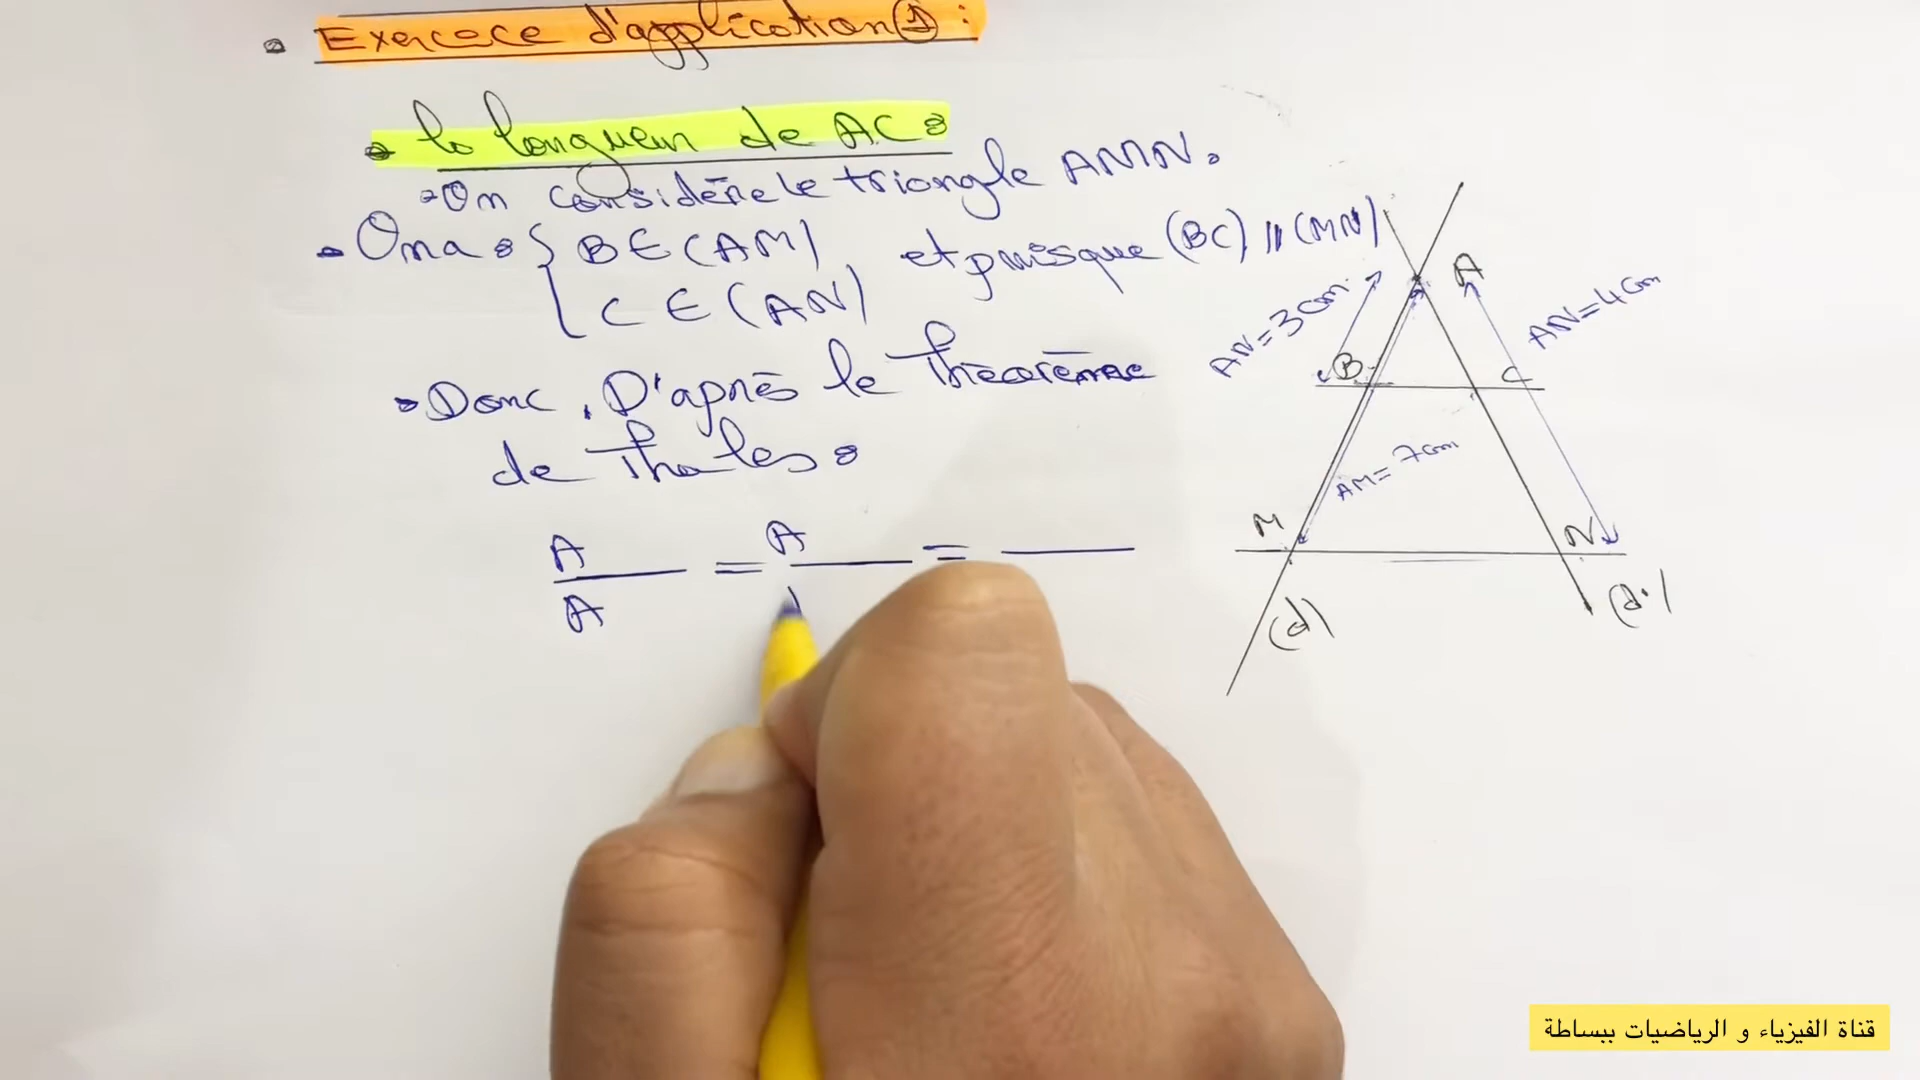 Exercice d'application ① :
la longueur de AC :
On considère le triangle AMN.
On a : { B ∈ (AM)
C ∈ (AN)
et puisque (BC) // (MN)
Donc, D'après le Théorème
de Thales :
A = A =
A
A
AN=3cm
AN=4cm
B
C
AM=7cm
M
N
(d)
(d')
قناة الفيزياء و الرياضيات ببساطة